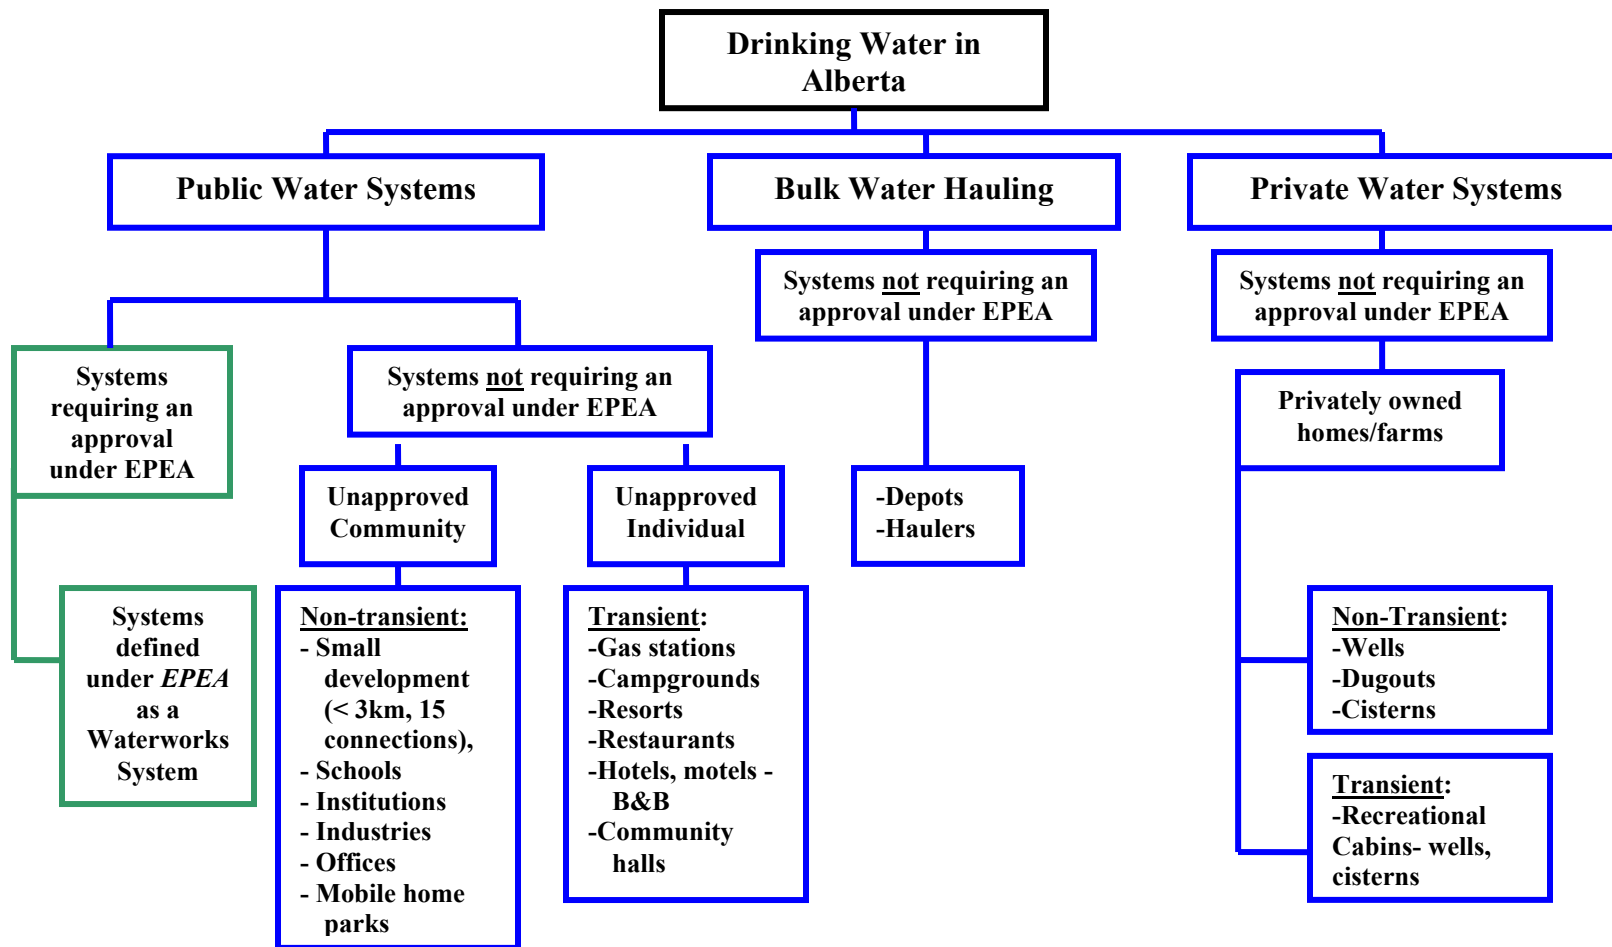 Drinking Water in
Alberta
Public Water Systems
Bulk Water Hauling
Private Water Systems
Systems not requiring an
approval under EPEA
Systems not requiring an
approval under EPEA
Systems
requiring an
approval
under EPEA
Systems not requiring an
approval under EPEA
Privately owned
homes/farms
Unapproved
Community
Unapproved
Individual
-Depots
-Haulers
Systems
defined
under EPEA
as a
Waterworks
System
Non-transient:
- Small
development
(< 3km, 15
connections),
- Schools
- Institutions
- Industries
- Offices
- Mobile home
parks
Transient:
-Gas stations
-Campgrounds
-Resorts
-Restaurants
-Hotels, motels -
B&B
-Community
halls
Non-Transient:
-Wells
-Dugouts
-Cisterns
Transient:
-Recreational
Cabins- wells,
cisterns